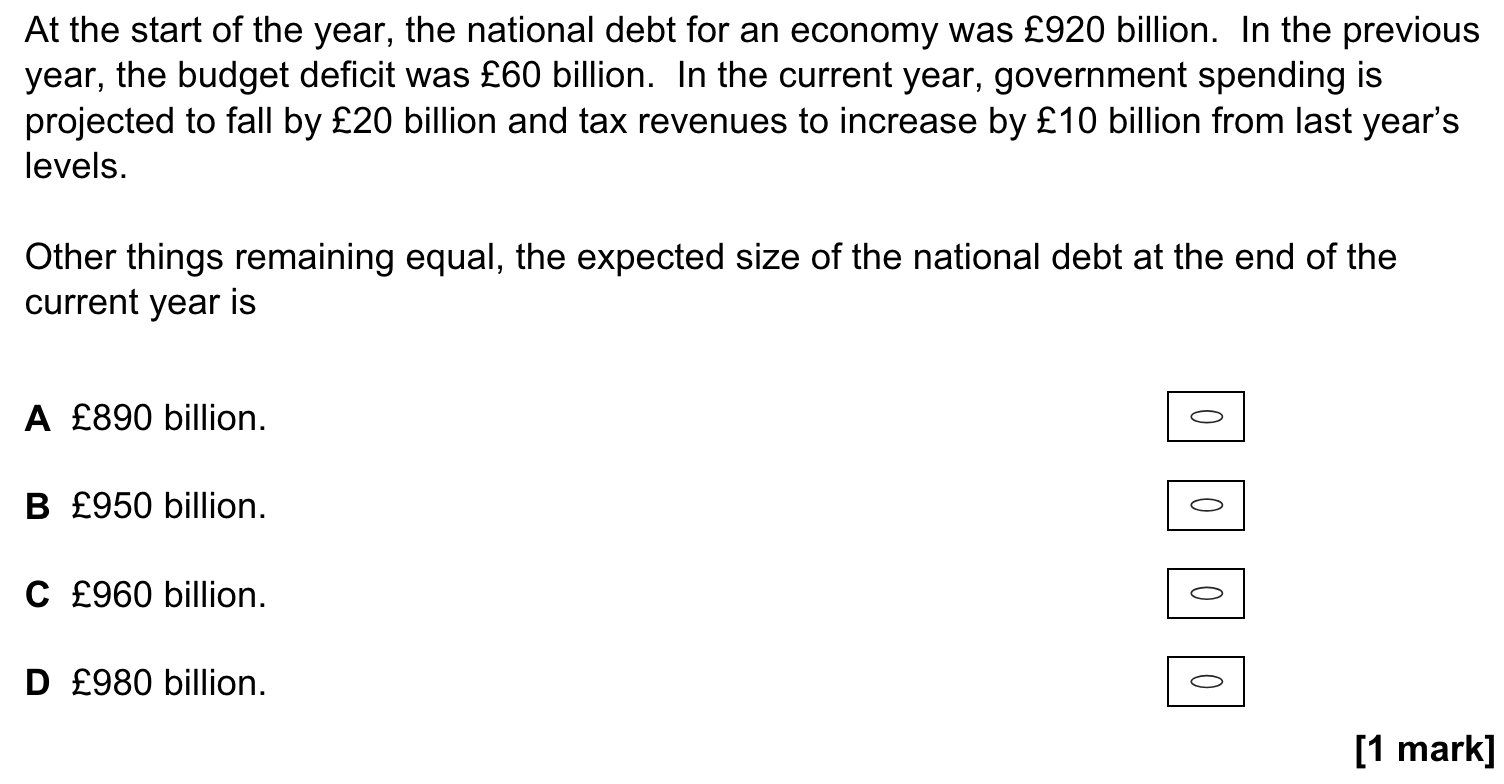 At the start of the year, the national debt for an economy was £920 billion.  In the previous
year, the budget deficit was £60 billion.  In the current year, government spending is
projected to fall by £20 billion and tax revenues to increase by £10 billion from last year’s
levels.
Other things remaining equal, the expected size of the national debt at the end of the
current year is
A £890 billion.
B £950 billion.
C £960 billion.
D £980 billion.
[1 mark]